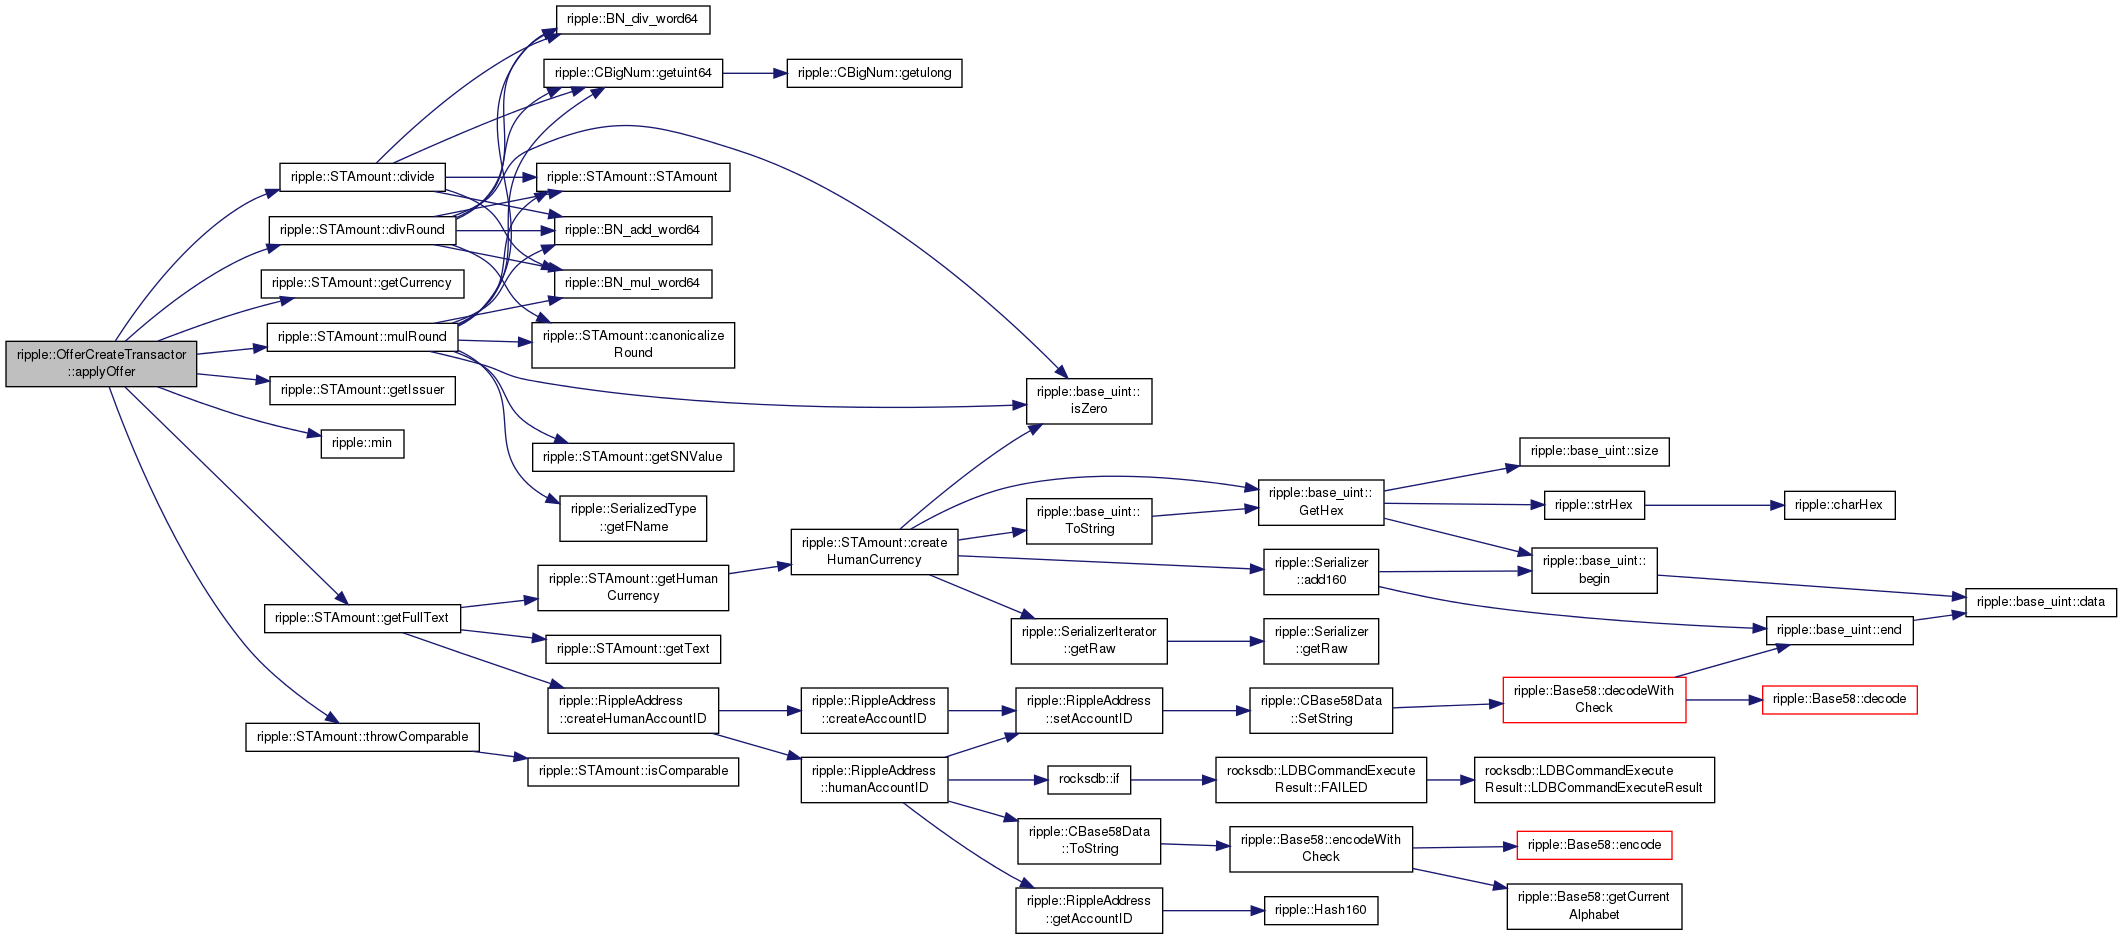 ripple::OfferCreateTransactor
::applyOffer
ripple::STAmount::divide
ripple::STAmount::divRound
ripple::STAmount::getCurrency
ripple::STAmount::mulRound
ripple::STAmount::getIssuer
ripple::min
ripple::STAmount::getFullText
ripple::STAmount::throwComparable
ripple::BN_div_word64
ripple::CBigNum::getuint64
ripple::STAmount::STAmount
ripple::BN_add_word64
ripple::BN_mul_word64
ripple::STAmount::canonicalize
Round
ripple::STAmount::getSNValue
ripple::SerializedType
::getFName
ripple::STAmount::getHuman
Currency
ripple::STAmount::getText
ripple::RippleAddress
::createHumanAccountID
ripple::STAmount::isComparable
ripple::CBigNum::getulong
ripple::STAmount::create
HumanCurrency
ripple::RippleAddress
::createAccountID
ripple::RippleAddress
::humanAccountID
ripple::base_uint::
isZero
ripple::base_uint::
ToString
ripple::SerializerIterator
::getRaw
ripple::RippleAddress
::setAccountID
rocksdb::if
ripple::CBase58Data
::ToString
ripple::RippleAddress
::getAccountID
ripple::base_uint::
GetHex
ripple::Serializer
::add160
ripple::Serializer
::getRaw
ripple::CBase58Data
::SetString
rocksdb::LDBCommandExecute
Result::FAILED
ripple::Base58::encodeWith
Check
ripple::Hash160
ripple::base_uint::size
ripple::strHex
ripple::base_uint::
begin
ripple::Base58::decodeWith
Check
rocksdb::LDBCommandExecute
Result::LDBCommandExecuteResult
ripple::Base58::encode
ripple::Base58::getCurrent
Alphabet
ripple::charHex
ripple::base_uint::end
ripple::Base58::decode
ripple::base_uint::data